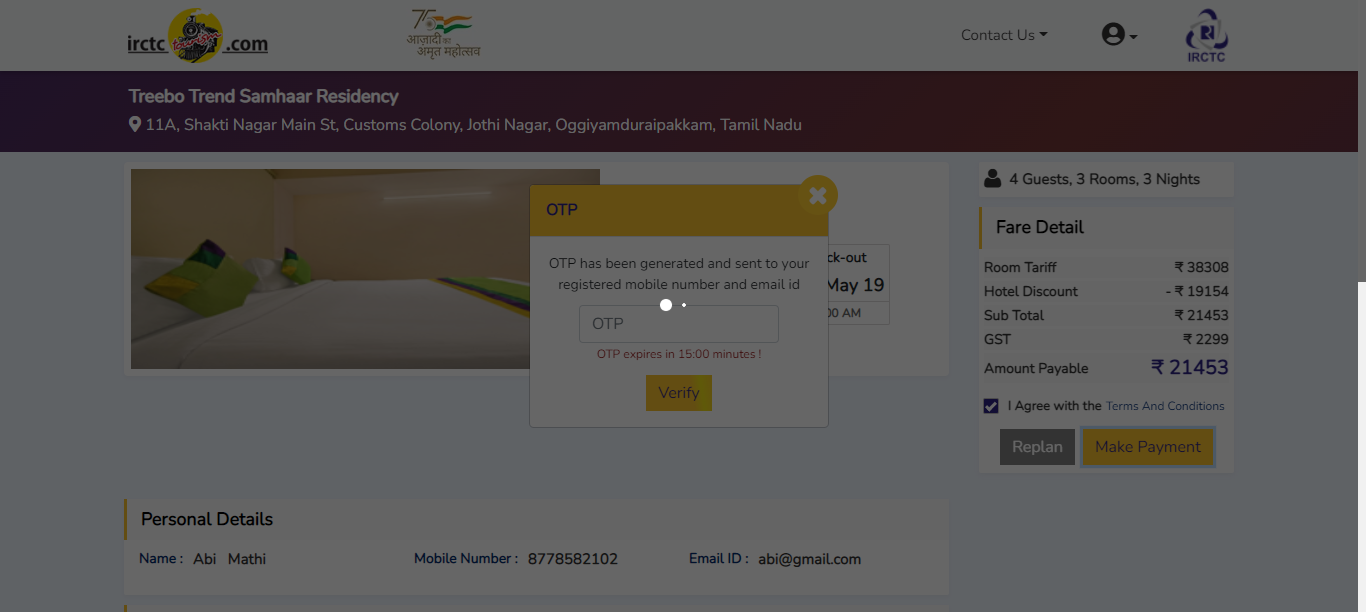 irctc tourism .com
75
आज़ादी का
अमृत महोत्सव
Contact Us
IRCTC
Treebo Trend Samhaar Residency
11A, Shakti Nagar Main St, Customs Colony, Jothi Nagar, Oggiyamduraipakkam, Tamil Nadu
4 Guests, 3 Rooms, 3 Nights
OTP
OTP has been generated and sent to your
registered mobile number and email id
OTP
OTP expires in 15:00 minutes !
Verify
ck-out
May 19
00 AM
Fare Detail
Room Tariff ₹ 38308
Hotel Discount - ₹ 19154
Sub Total ₹ 21453
GST ₹ 2299
Amount Payable ₹ 21453
I Agree with the Terms And Conditions
Replan Make Payment
Personal Details
Name : Abi Mathi Mobile Number : 8778582102 Email ID : abi@gmail.com